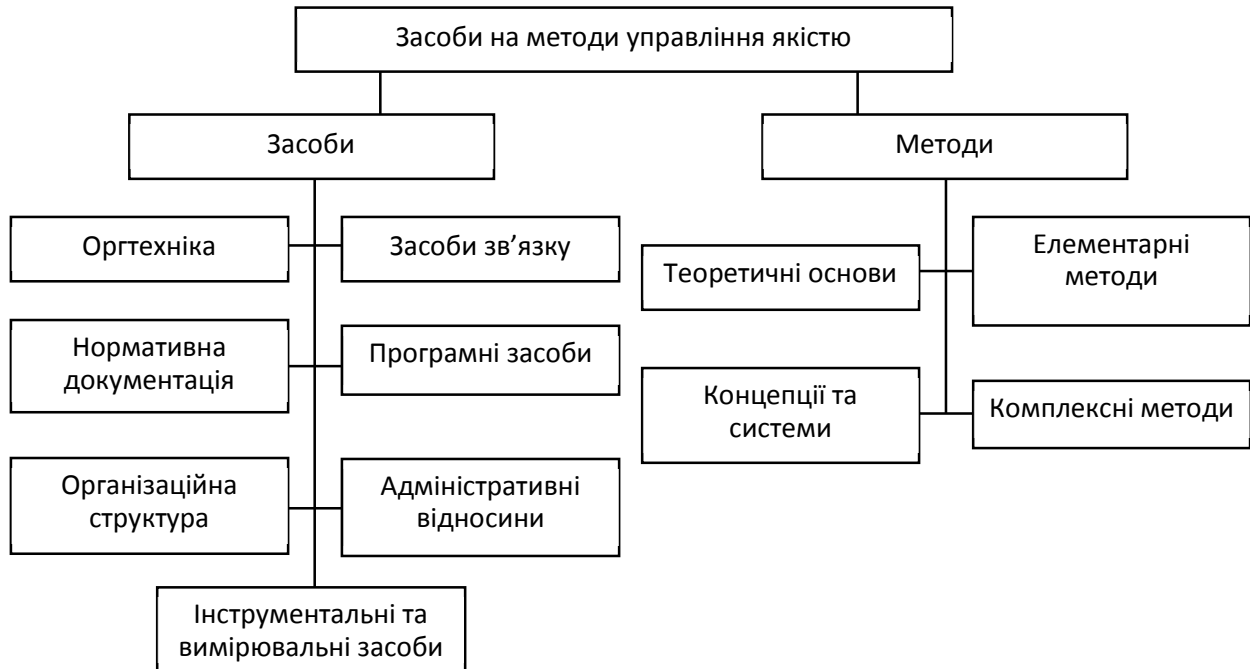 Засоби на методи управління якістю
Засоби
Методи
Оргтехніка
Засоби зв’язку
Теоретичні основи
Елементарні
методи
Нормативна
документація
Програмні засоби
Концепції та
системи
Комплексні методи
Організаційна
структура
Адміністративні
відносини
Інструментальні та
вимірювальні засоби